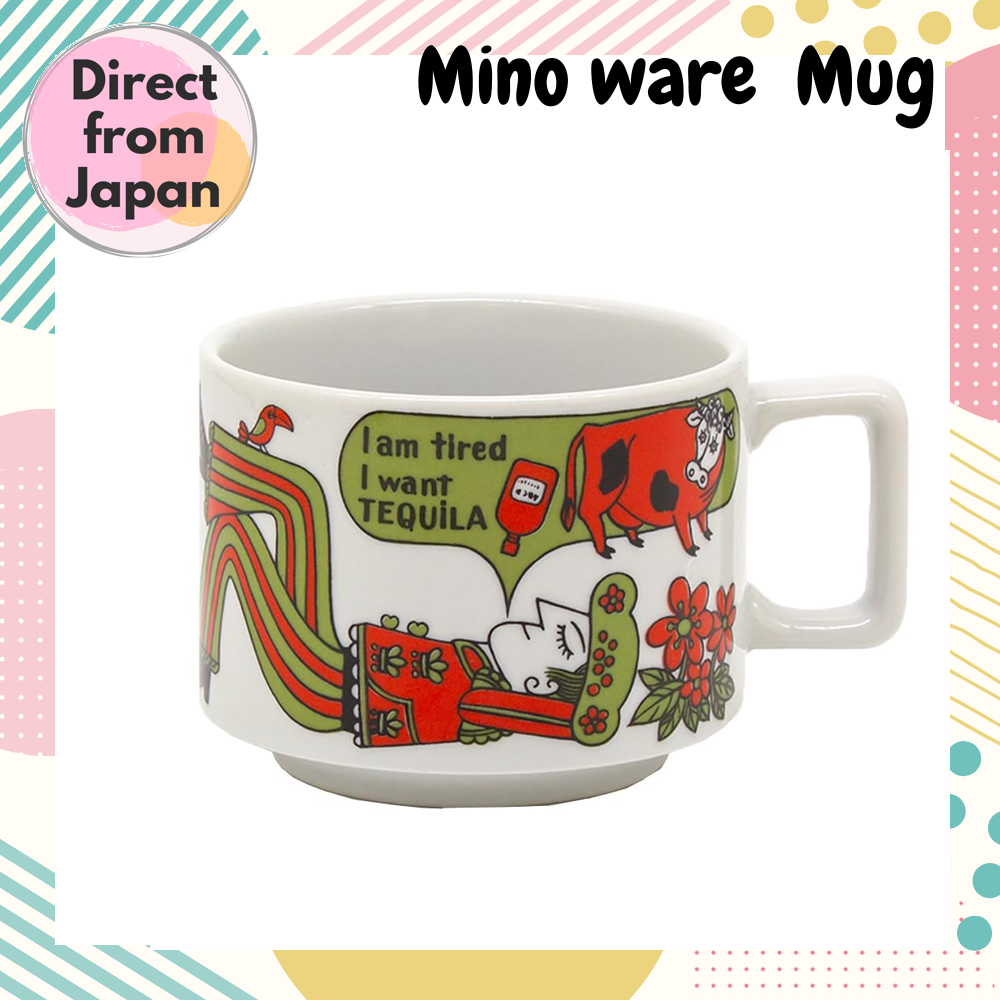 Direct
from
Japan
Mino ware Mug
I am tired
I want
TEQUiLA